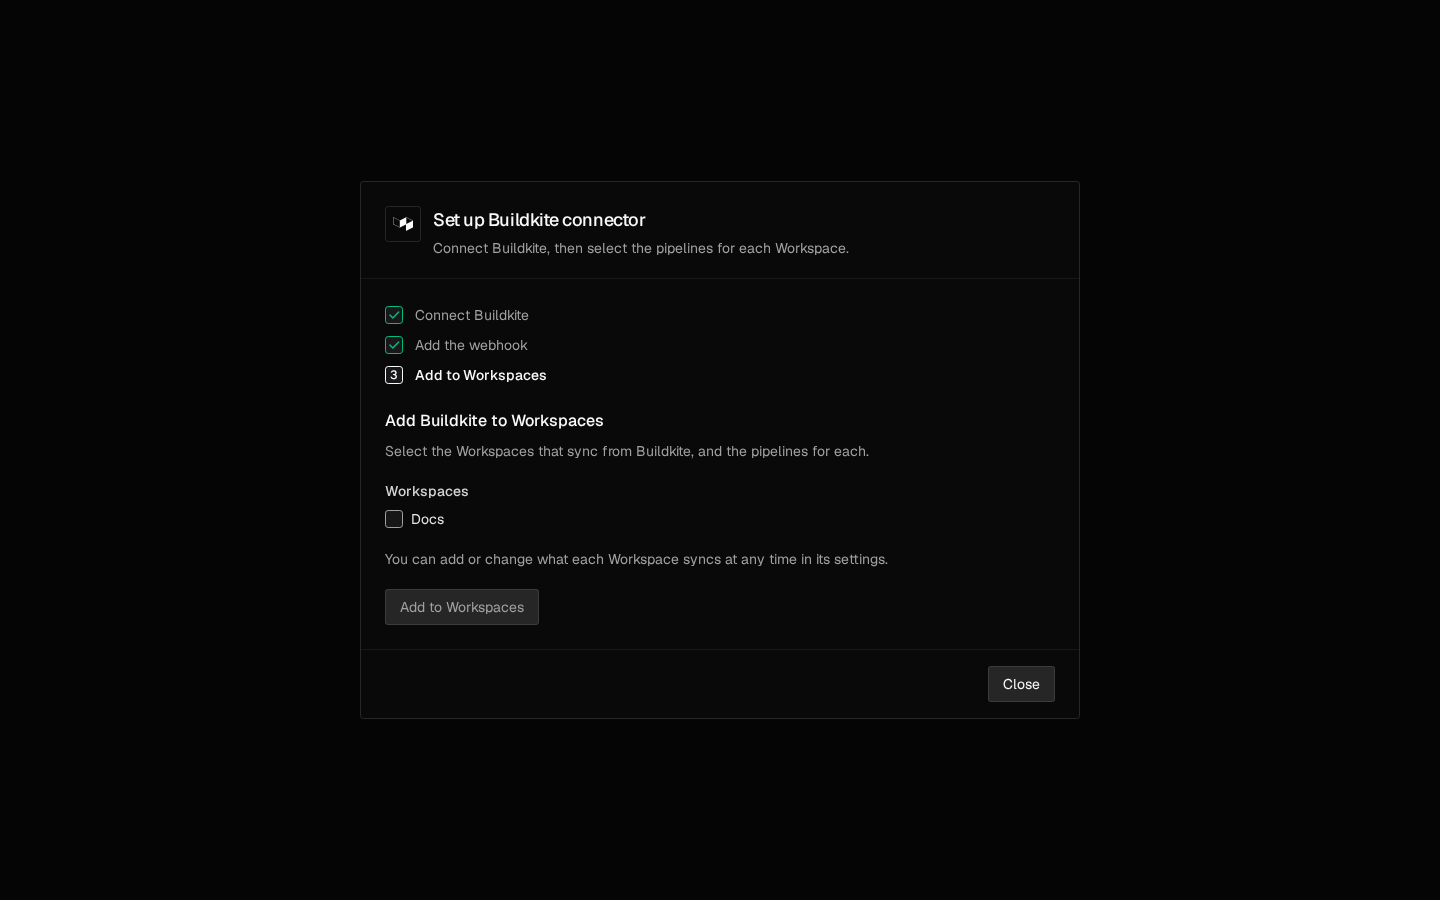 Set up Buildkite connector
Connect Buildkite, then select the pipelines for each Workspace.
Connect Buildkite
Add the webhook
3 Add to Workspaces
Add Buildkite to Workspaces
Select the Workspaces that sync from Buildkite, and the pipelines for each.
Workspaces
Docs
You can add or change what each Workspace syncs at any time in its settings.
Add to Workspaces
Close